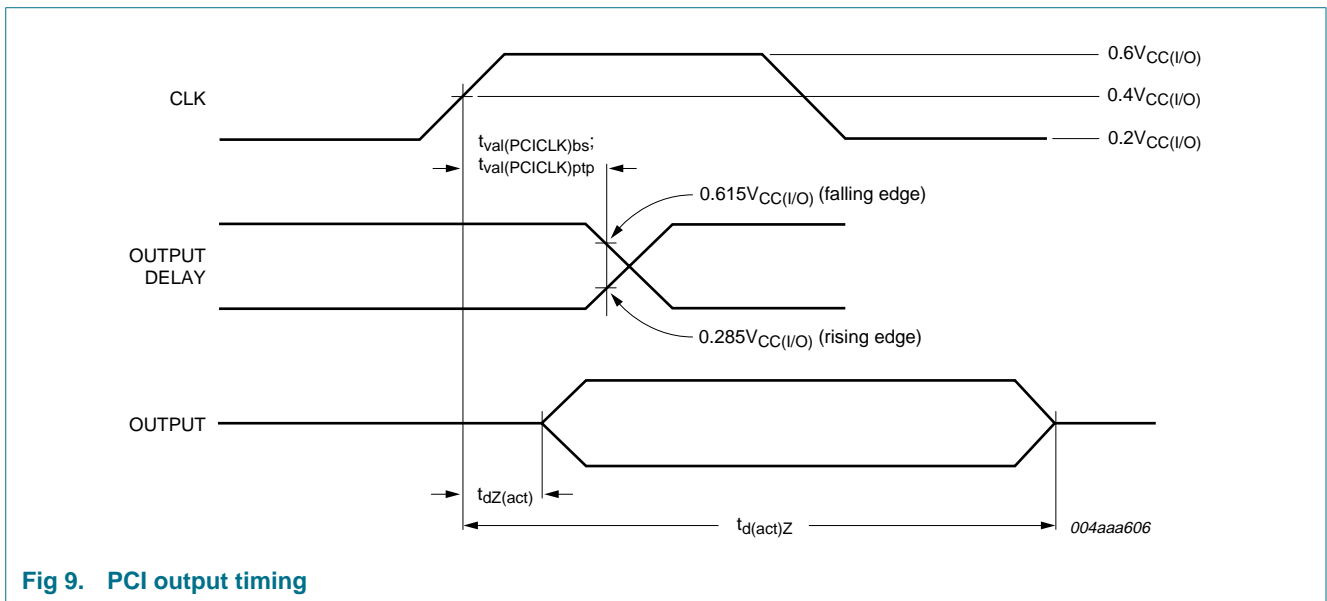 0.6VCC(I/O)
CLK
0.4VCC(I/O)
0.2VCC(I/O)
tval(PCICLK)bs;
tval(PCICLK)ptp
0.615VCC(I/O) (falling edge)
OUTPUT
DELAY
0.285VCC(I/O) (rising edge)
OUTPUT
tdZ(act)
td(act)Z
004aaa606
Fig 9. PCI output timing